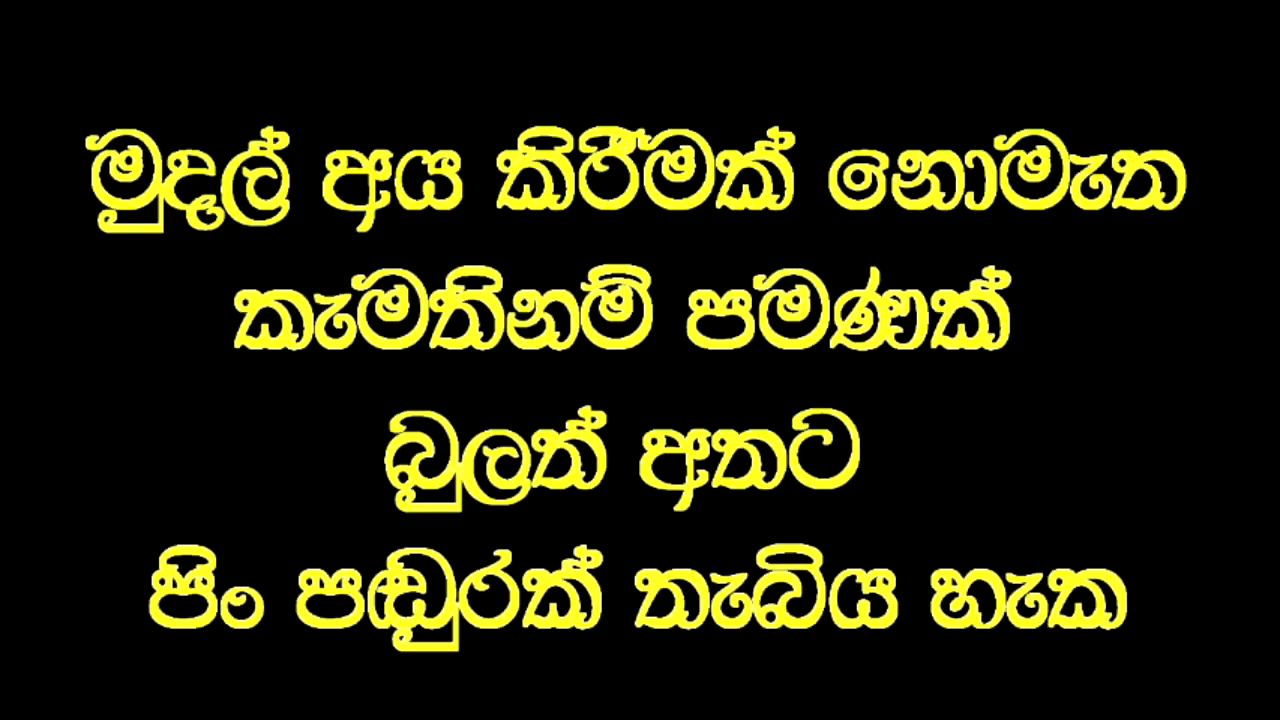 මුදල් අය කිරීමක් නොමැත
කැමතිනම් පමණක්
බුලත් අතට
පිං පඬුරක් තැබිය හැක